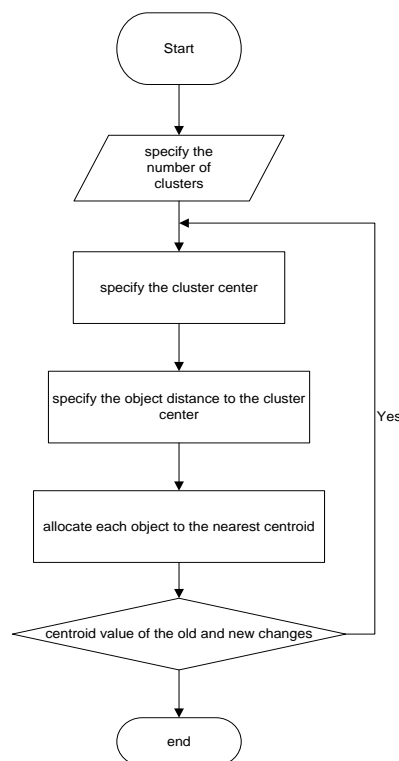 Start
specify the
number of
clusters
specify the cluster center
specify the object distance to the cluster
center
Yes
allocate each object to the nearest centroid
centroid value of the old and new changes
end